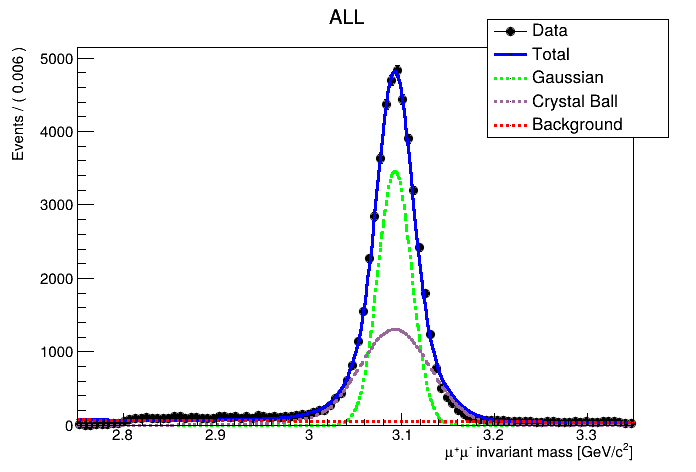 ALL
Data
Total
Gaussian
Crystal Ball
Background
Events / ( 0.006 )
5000
4000
3000
2000
1000
0
2.8 2.9 3 3.1 3.2 3.3
μ⁺μ⁻ invariant mass [GeV/c²]